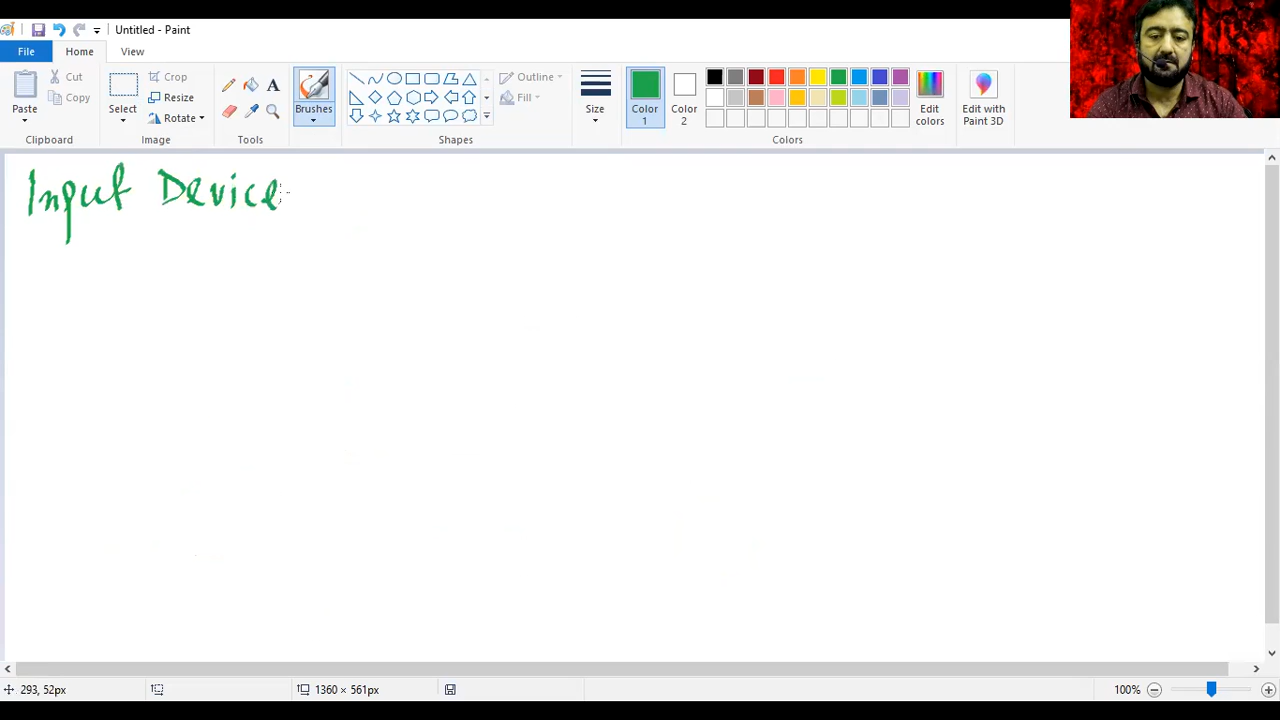 Untitled - Paint
File Home View
Paste
Cut
Copy
Clipboard
Select
Crop
Resize
Rotate
Image
A
Tools
Brushes
Shapes
Outline
Fill
Size
Color 1
Color 2
Edit colors
Edit with Paint 3D
Colors
Input Device
293, 52px
1360 × 561px
100%